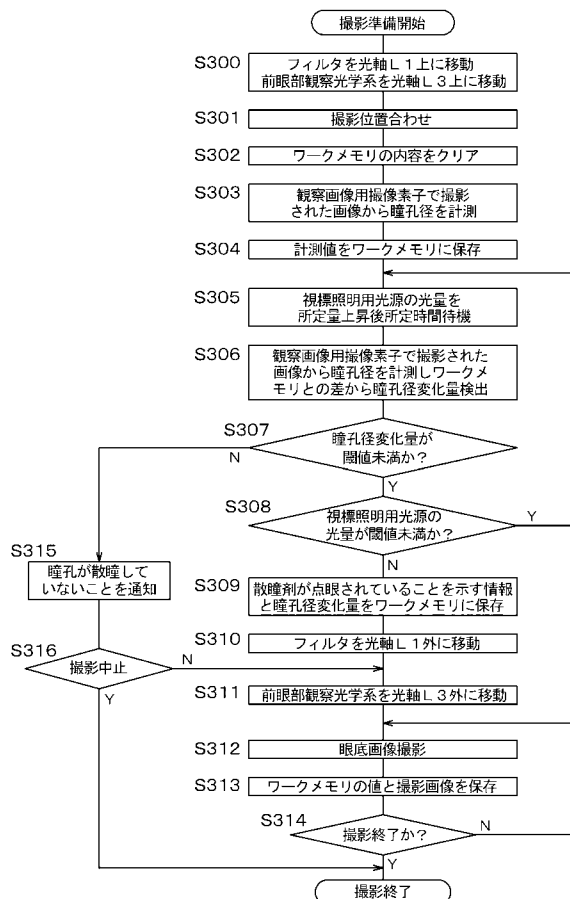 撮影準備開始
S300
フィルタを光軸L1上に移動
前眼部観察光学系を光軸L3上に移動
S301
撮影位置合わせ
S302
ワークメモリの内容をクリア
S303
観察画像用撮像素子で撮影
された画像から瞳孔径を計測
S304
計測値をワークメモリに保存
S305
視標照明用光源の光量を
所定量上昇後所定時間待機
S306
観察画像用撮像素子で撮影された
画像から瞳孔径を計測しワークメ
モリとの差から瞳孔径変化量検出
S307
瞳孔径変化量が
閾値未満か?
N
Y
S308
視標照明用光源の
光量が閾値未満か?
Y
N
S315
瞳孔が散瞳して
いないことを通知
S309
散瞳剤が点眼されていることを示す情報
と瞳孔径変化量をワークメモリに保存
S310
フィルタを光軸L1外に移動
S316
撮影中止
N
Y
S311
前眼部観察光学系を光軸L3外に移動
S312
眼底画像撮影
S313
ワークメモリの値と撮影画像を保存
S314
撮影終了か?
N
Y
撮影終了